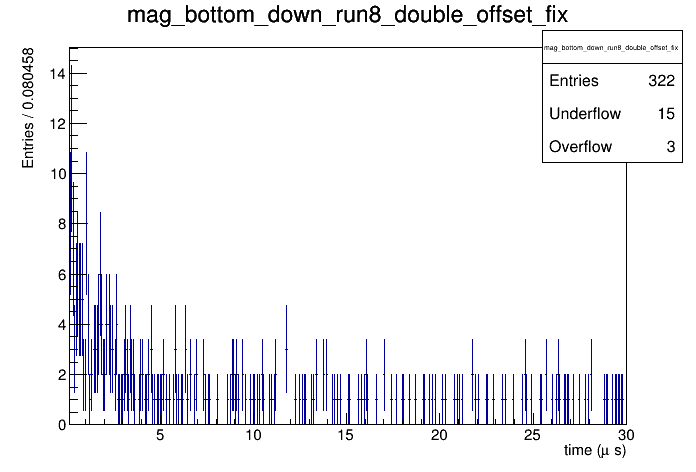 mag_bottom_down_run8_double_offset_fix
mag_bottom_down_run8_double_offset_fix
Entries 322
Underflow 15
Overflow 3
Entries / 0.080458
14
12
10
8
6
4
2
0
5 10 15 20 25 30
time (μ s)